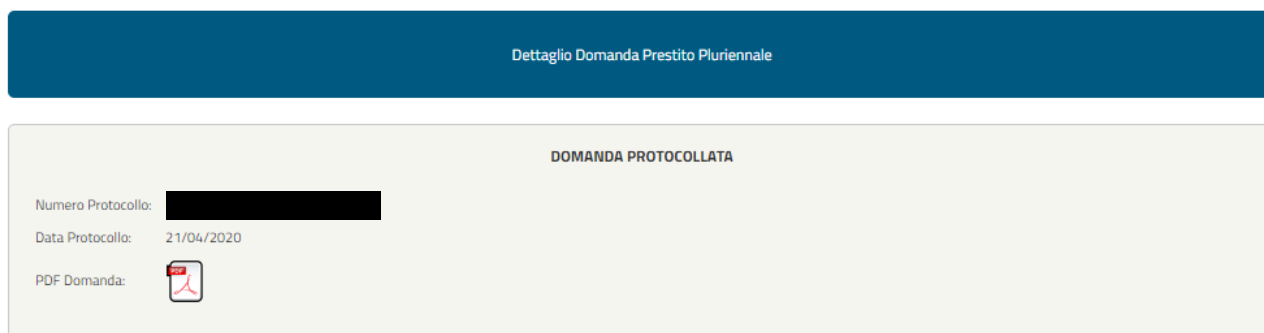 Dettaglio Domanda Prestito Pluriennale
DOMANDA PROTOCOLLATA
Numero Protocollo:
Data Protocollo: 21/04/2020
PDF Domanda: PDF